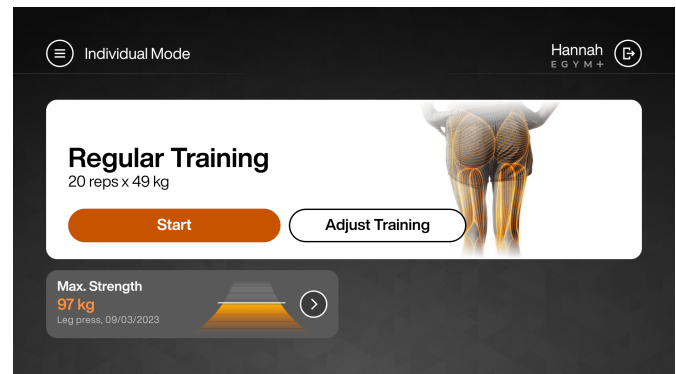 Individual Mode
Hannah
EGYM+
Regular Training
20 reps x 49 kg
Start
Adjust Training
Max. Strength
97 kg
Leg press, 09/03/2023